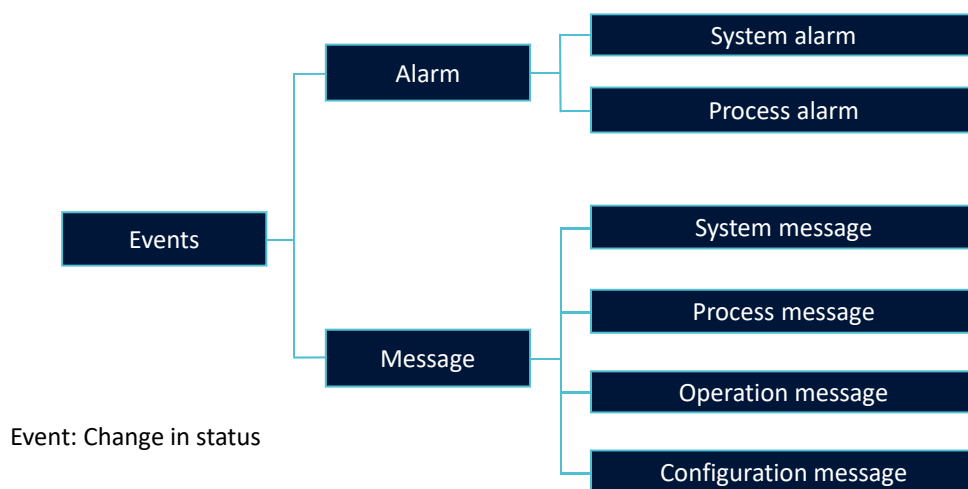 System alarm
Alarm
Process alarm
Events
System message
Process message
Message
Operation message
Event: Change in status
Configuration message